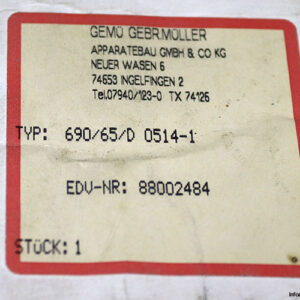 GEMÜ GEBR.MÜLLER
APPARATEBAU GMBH & CO KG
NEUER WASEN 6
74653 INGELFINGEN 2
Tel.07940/123-0 TX 74126
TYP: 690/65/D 0514-1
EDV-NR: 88002484
STÜCK: 1